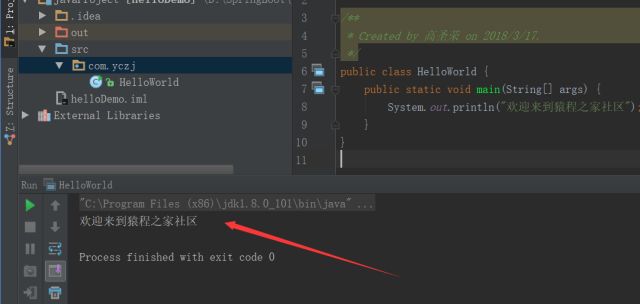 1: Proj
javaProject [helloDemo] D:\Spring
.idea
out
src
com.yczj
HelloWorld
helloDemo.iml
External Libraries
7: Structure
3
4
5
6
7
8
9
10
11
/**
* Created by 高圣荣 on 2018/3/17.
*/
public class HelloWorld {
public static void main(String[] args) {
System.out.println("欢迎来到猿程之家社区");
}
}
Run HelloWorld
"C:\Program Files (x86)\jdk1.8.0_101\bin\java" ...
欢迎来到猿程之家社区
Process finished with exit code 0